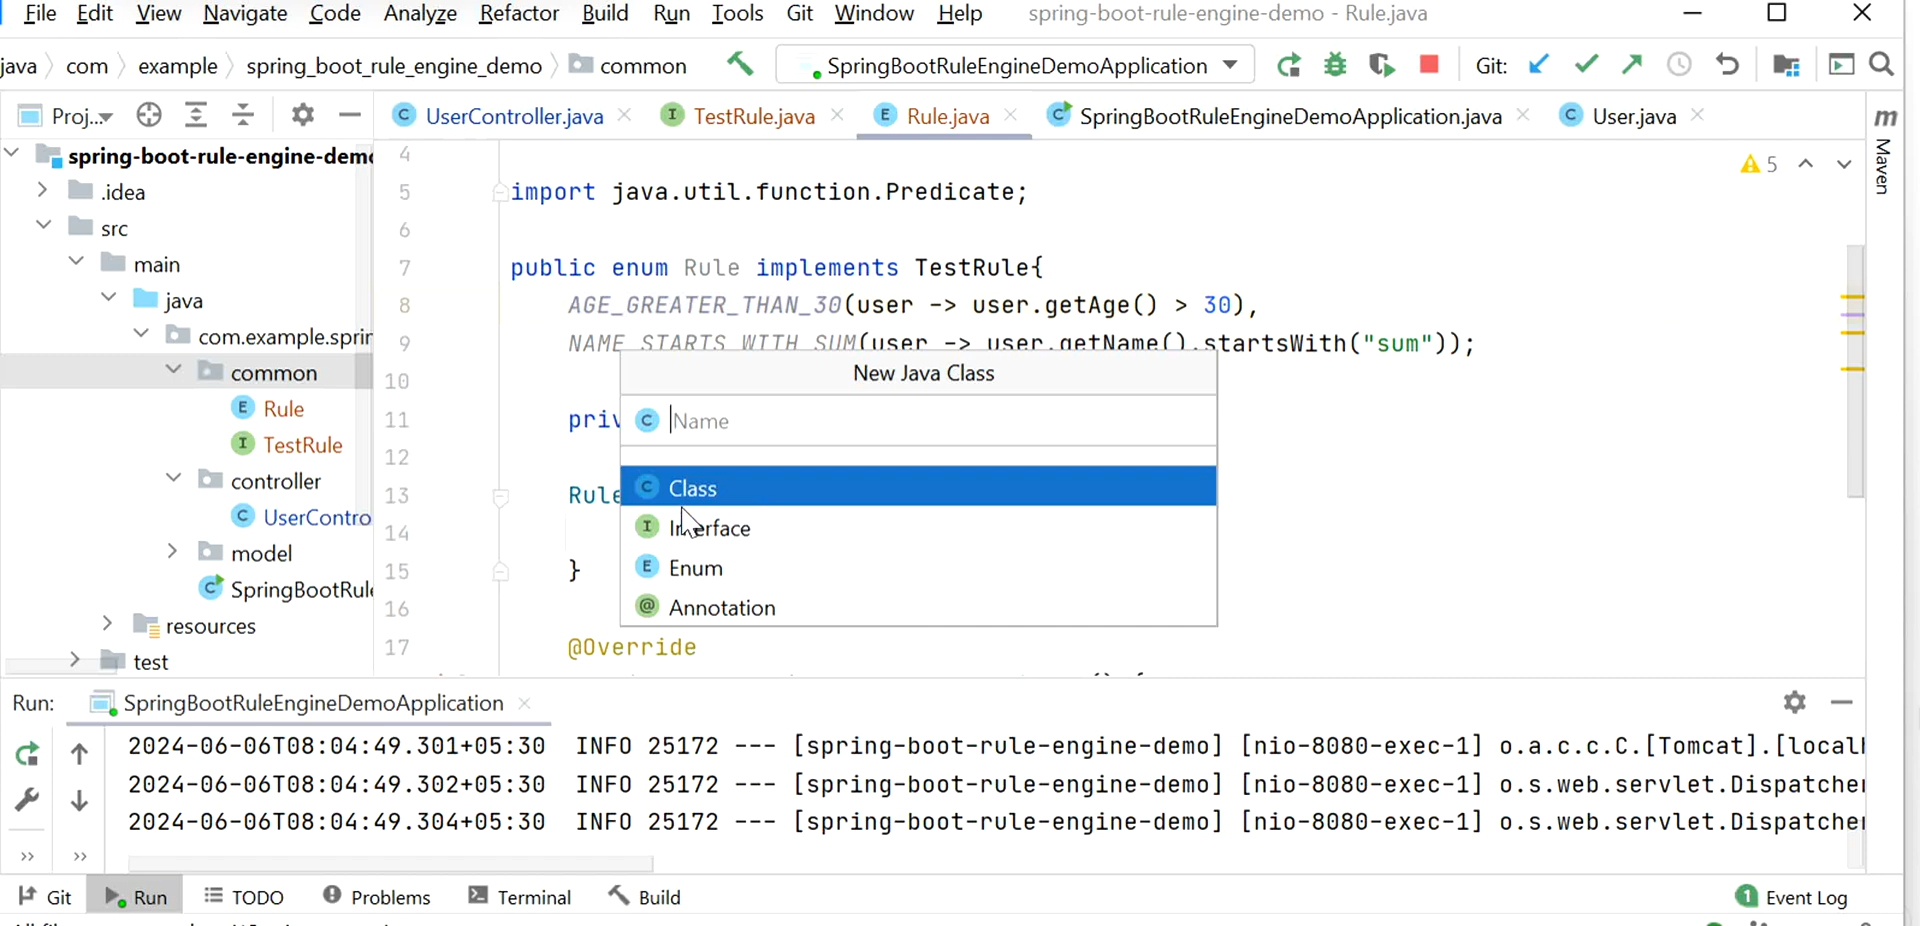 File Edit View Navigate Code Analyze Refactor Build Run Tools Git Window Help spring-boot-rule-engine-demo - Rule.java
java com example spring_boot_rule_engine_demo common SpringBootRuleEngineDemoApplication Git:
Proj...
UserController.java TestRule.java Rule.java SpringBootRuleEngineDemoApplication.java User.java
m Maven
spring-boot-rule-engine-demo
.idea
src
main
java
com.example.sprin
common
Rule
TestRule
controller
UserContro
model
SpringBootRule
resources
test
5
4
5 import java.util.function.Predicate;
6
7 public enum Rule implements TestRule{
8 AGE_GREATER_THAN_30(user -> user.getAge() > 30),
9 NAME_STARTS_WITH_SUM(user -> user.getName().startsWith("sum"));
10
11 priv
12
13 Rule
14
15 }
16
17 @Override
New Java Class
Name
Class
Interface
Enum
Annotation
Run: SpringBootRuleEngineDemoApplication
2024-06-06T08:04:49.301+05:30 INFO 25172 --- [spring-boot-rule-engine-demo] [nio-8080-exec-1] o.a.c.c.C.[Tomcat].[localh
2024-06-06T08:04:49.302+05:30 INFO 25172 --- [spring-boot-rule-engine-demo] [nio-8080-exec-1] o.s.web.servlet.Dispatcher
2024-06-06T08:04:49.304+05:30 INFO 25172 --- [spring-boot-rule-engine-demo] [nio-8080-exec-1] o.s.web.servlet.Dispatcher
Git Run TODO Problems Terminal Build 1 Event Log